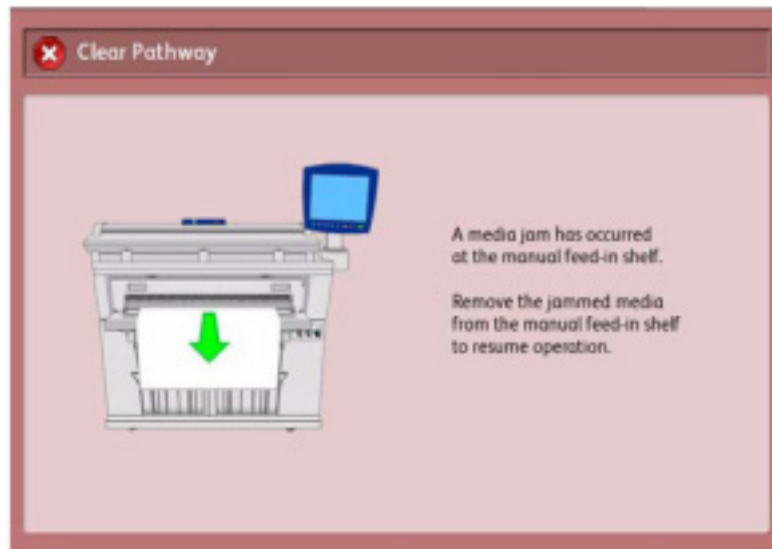 Clear Pathway
A media jam has occurred
at the manual feed-in shelf.
Remove the jammed media
from the manual feed-in shelf
to resume operation.